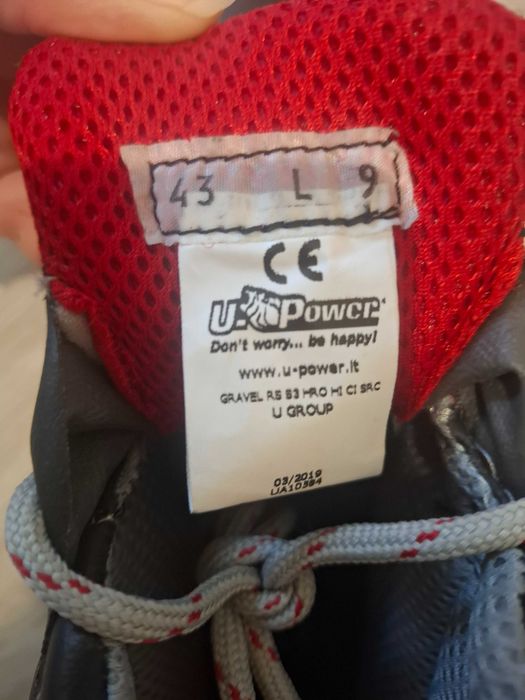 43 L 9
CE
U-Power
Don't worry... be happy!
www.u-power.it
GRAVEL RS S3 HRO HI CI SRC
U GROUP
03/2019
UA10384